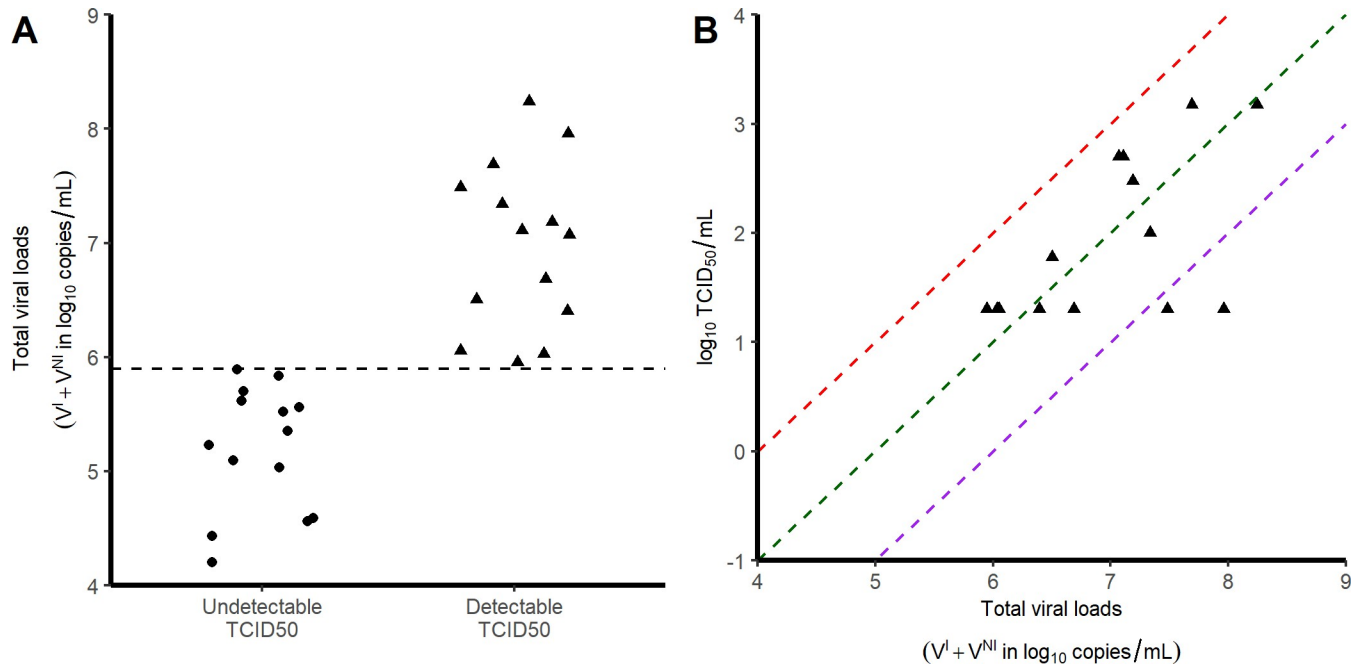 A
Total viral loads
(V^I + V^NI in log₁₀ copies/mL)
9
8
7
6
5
4
Undetectable
TCID50
Detectable
TCID50
B
log₁₀ TCID₅₀/mL
4
3
2
1
0
-1
4 5 6 7 8 9
Total viral loads
(V^I + V^NI in log₁₀ copies/mL)